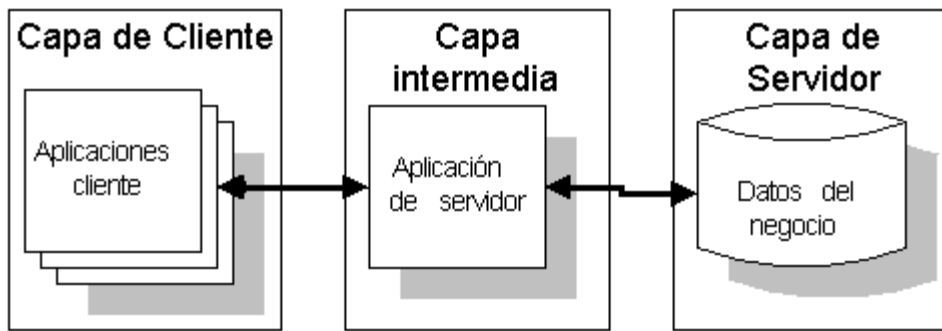 Capa de Cliente
Aplicaciones
cliente
Capa
intermedia
Aplicación
de servidor
Capa de
Servidor
Datos del
negocio